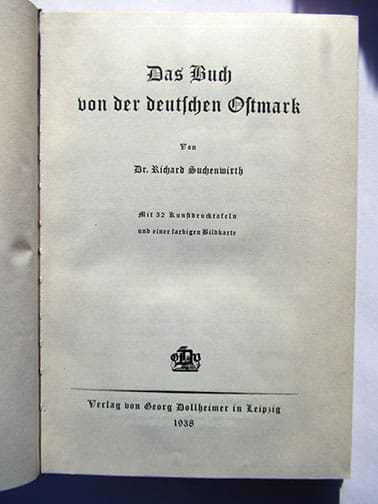 Das Buch
von der deutschen Ostmark
Von
Dr. Richard Suchenwirth
Mit 32 Kunstdrucktafeln
und einer farbigen Bildkarte
Verlag von Georg Dollheimer in Leipzig
1938